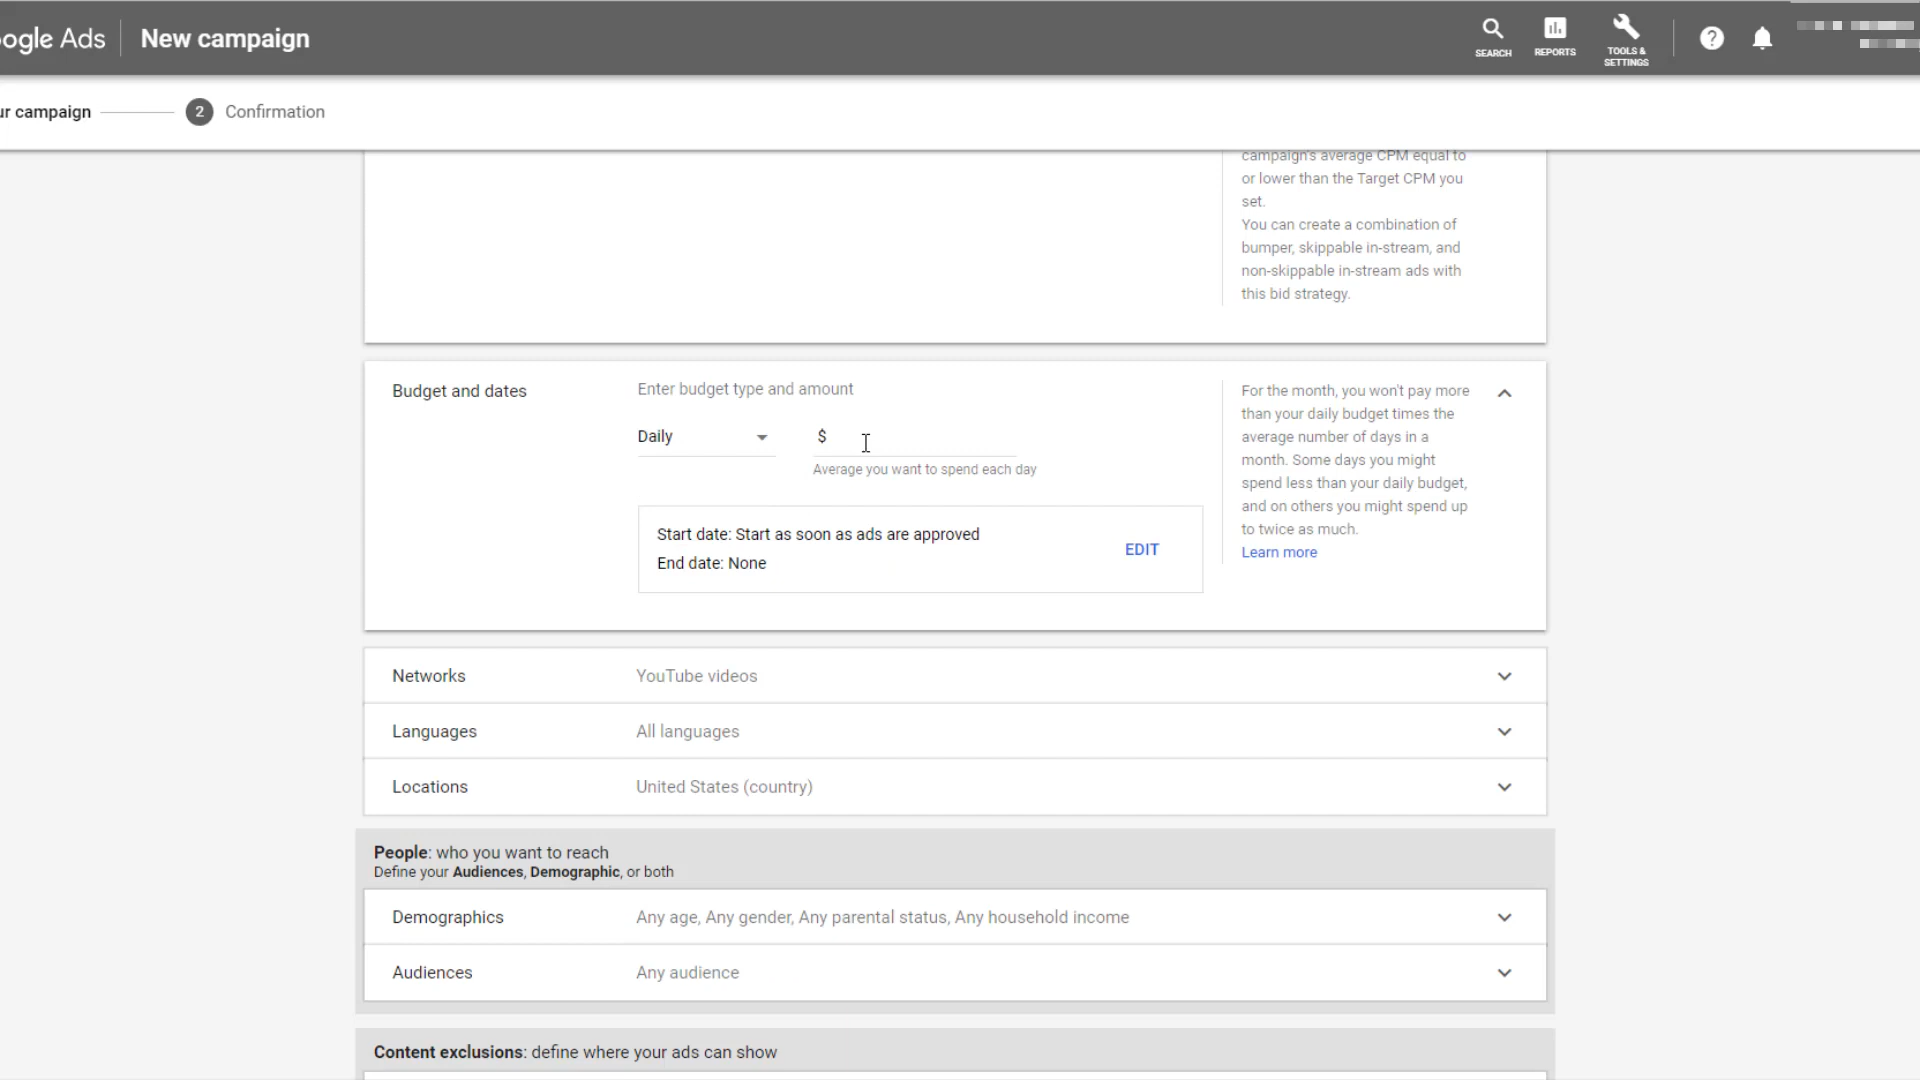 ogle Ads
New campaign
SEARCH
REPORTS
TOOLS &
SETTINGS
ur campaign
2
Confirmation
campaign's average CPM equal to
or lower than the Target CPM you
set.
You can create a combination of
bumper, skippable in-stream, and
non-skippable in-stream ads with
this bid strategy.
Budget and dates
Enter budget type and amount
Daily
$
Average you want to spend each day
Start date: Start as soon as ads are approved
End date: None
EDIT
For the month, you won't pay more
than your daily budget times the
average number of days in a
month. Some days you might
spend less than your daily budget,
and on others you might spend up
to twice as much.
Learn more
Networks
YouTube videos
Languages
All languages
Locations
United States (country)
People: who you want to reach
Define your Audiences, Demographic, or both
Demographics
Any age, Any gender, Any parental status, Any household income
Audiences
Any audience
Content exclusions: define where your ads can show